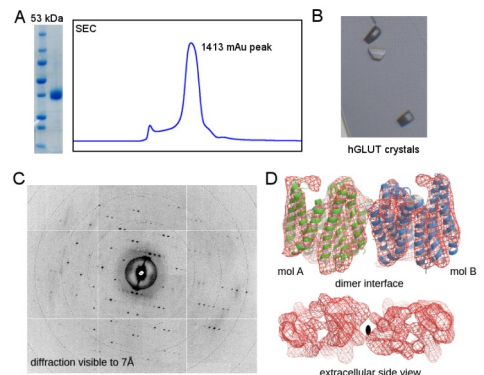 A
53 kDa
SEC
1413 mAu peak
B
hGLUT crystals
C
diffraction visible to 7Å
D
mol A
mol B
dimer interface
extracellular side view